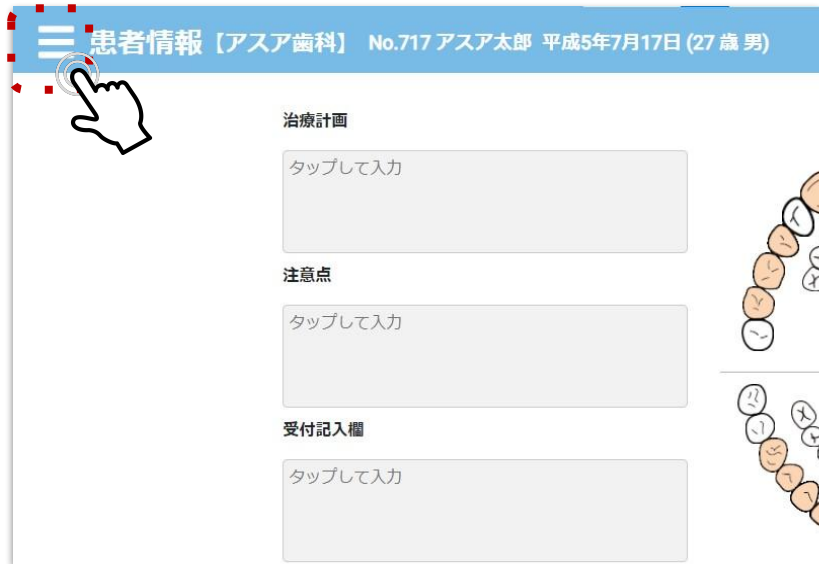 患者情報【アスア歯科】 No.717 アスア太郎 平成5年7月17日 (27 歳 男)
治療計画
タップして入力
注意点
タップして入力
受付記入欄
タップして入力